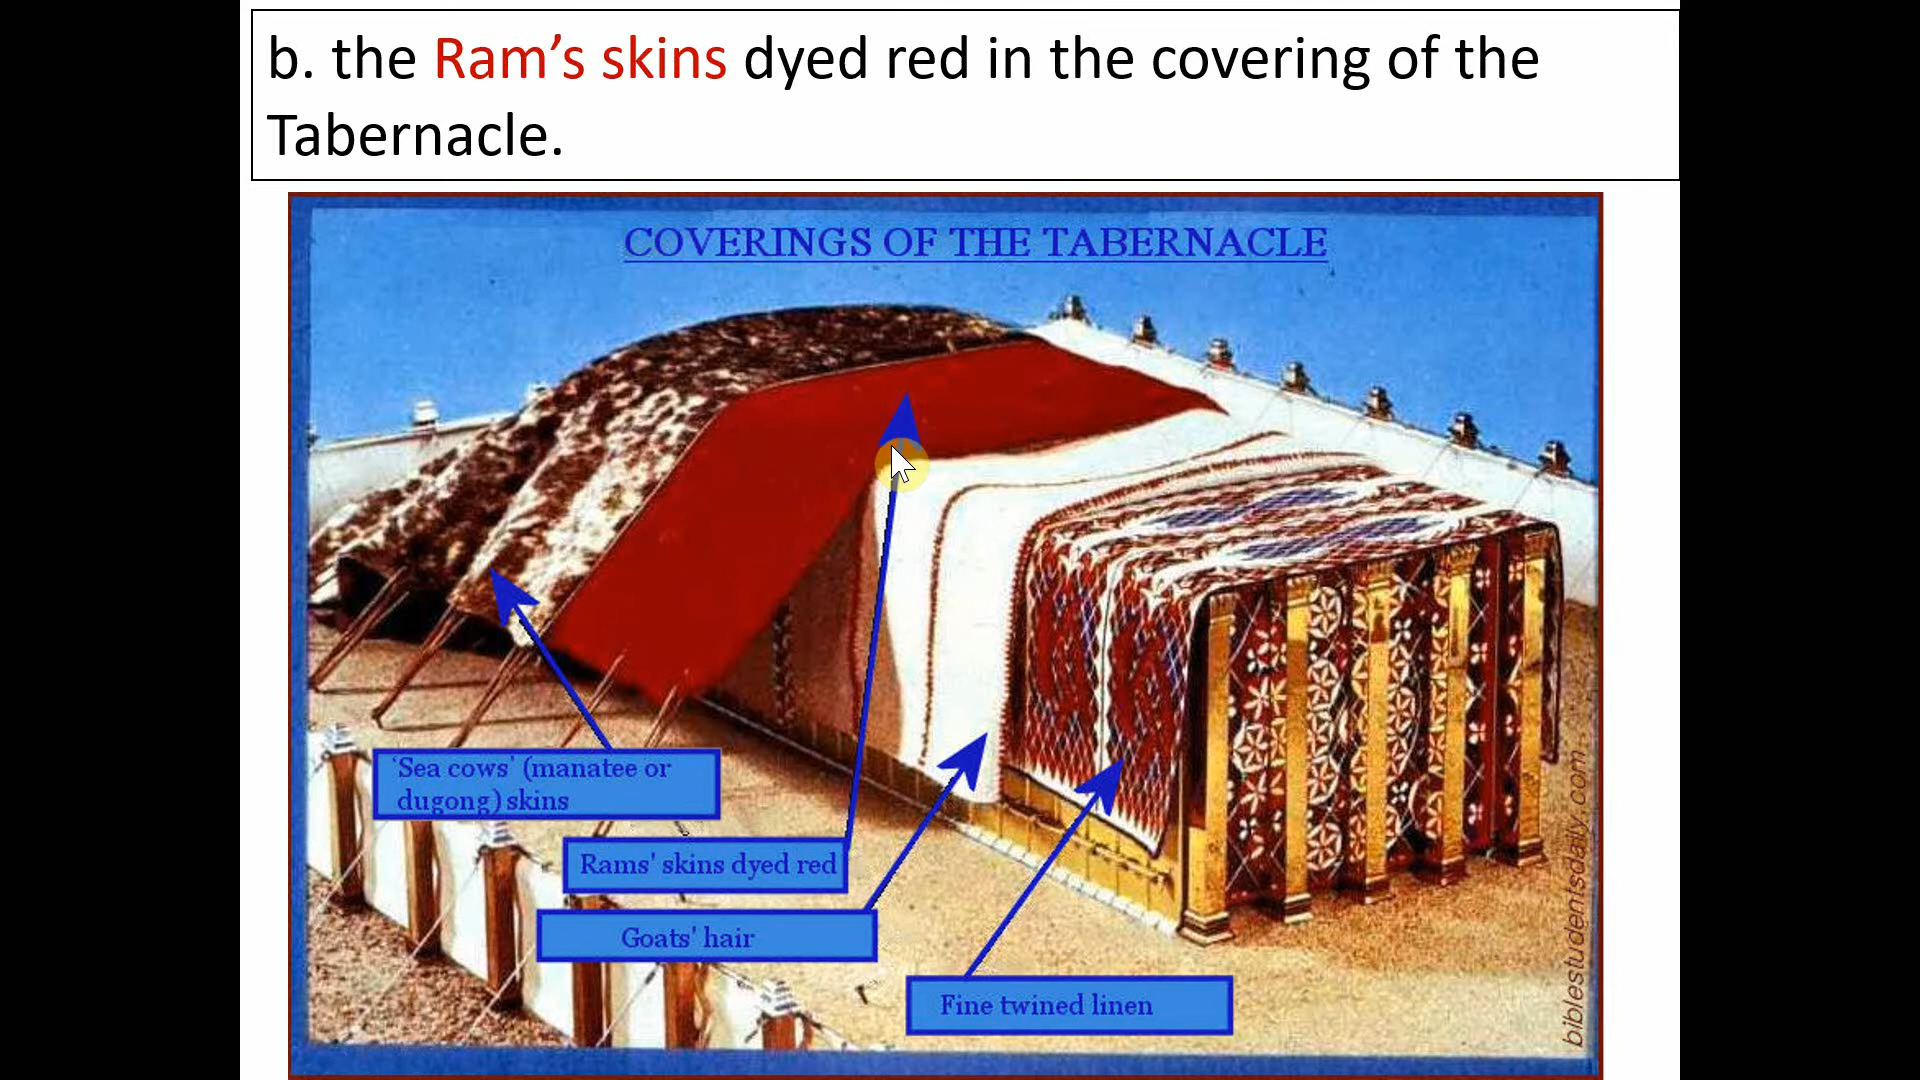 b. the Ram’s skins dyed red in the covering of the
Tabernacle.
COVERINGS OF THE TABERNACLE
'Sea cows' (manatee or
dugong) skins
Rams' skins dyed red
Goats' hair
Fine twined linen
biblestudentsdaily.com